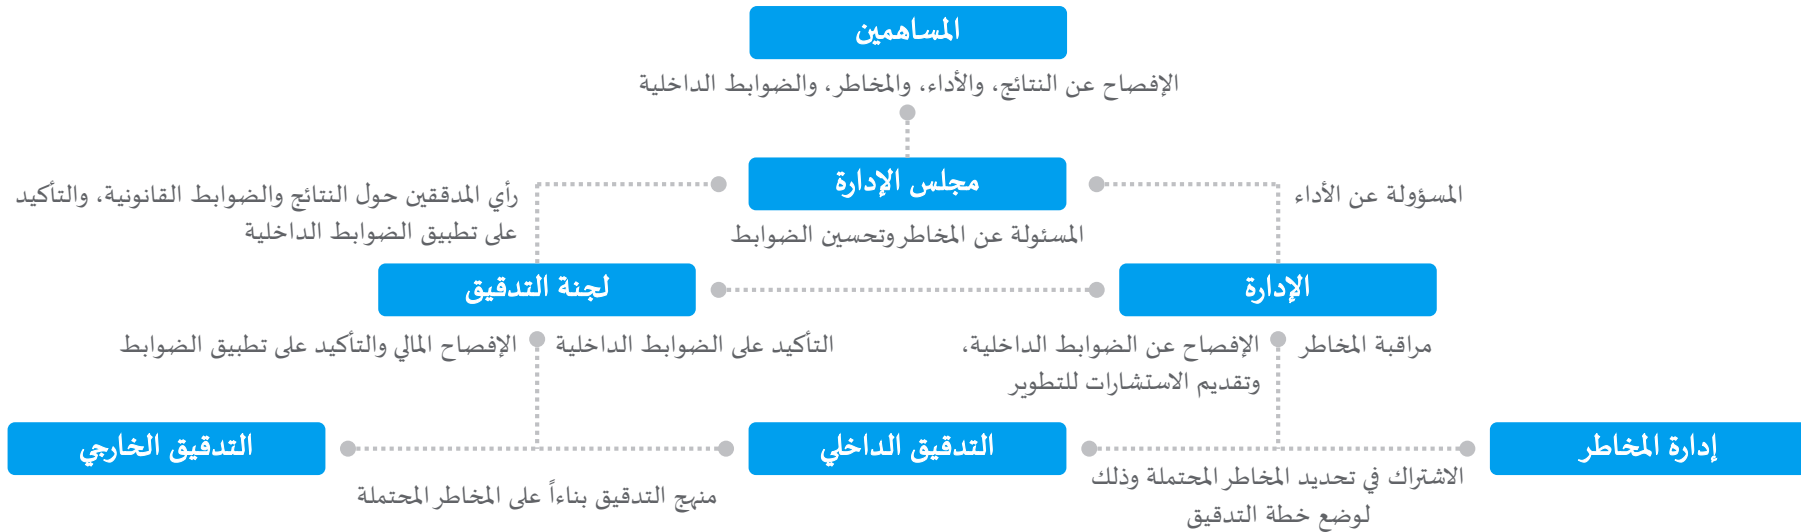 المساهمين
الإفصاح عن النتائج، والأداء، والمخاطر، والضوابط الداخلية
مجلس الإدارة
المسئولة عن المخاطر وتحسين الضوابط
المسؤولة عن الأداء
رأي المدققين حول النتائج والضوابط القانونية، والتأكيد
على تطبيق الضوابط الداخلية
الإدارة
لجنة التدقيق
مراقبة المخاطر
الإفصاح عن الضوابط الداخلية،
وتقديم الاستشارات للتطوير
التأكيد على الضوابط الداخلية
الإفصاح المالي والتأكيد على تطبيق الضوابط
إدارة المخاطر
التدقيق الداخلي
التدقيق الخارجي
الاشتراك في تحديد المخاطر المحتملة وذلك
لوضع خطة التدقيق
منهج التدقيق بناءاً على المخاطر المحتملة